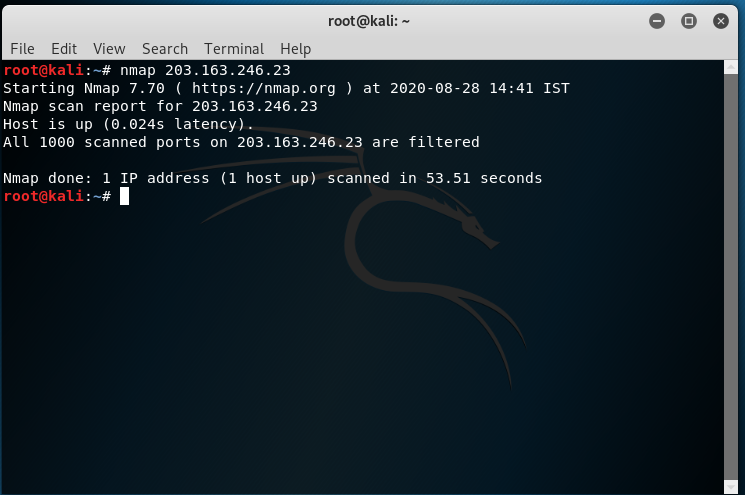 root@kali: ~
File Edit View Search Terminal Help
root@kali:~# nmap 203.163.246.23
Starting Nmap 7.70 ( https://nmap.org ) at 2020-08-28 14:41 IST
Nmap scan report for 203.163.246.23
Host is up (0.024s latency).
All 1000 scanned ports on 203.163.246.23 are filtered
Nmap done: 1 IP address (1 host up) scanned in 53.51 seconds
root@kali:~#